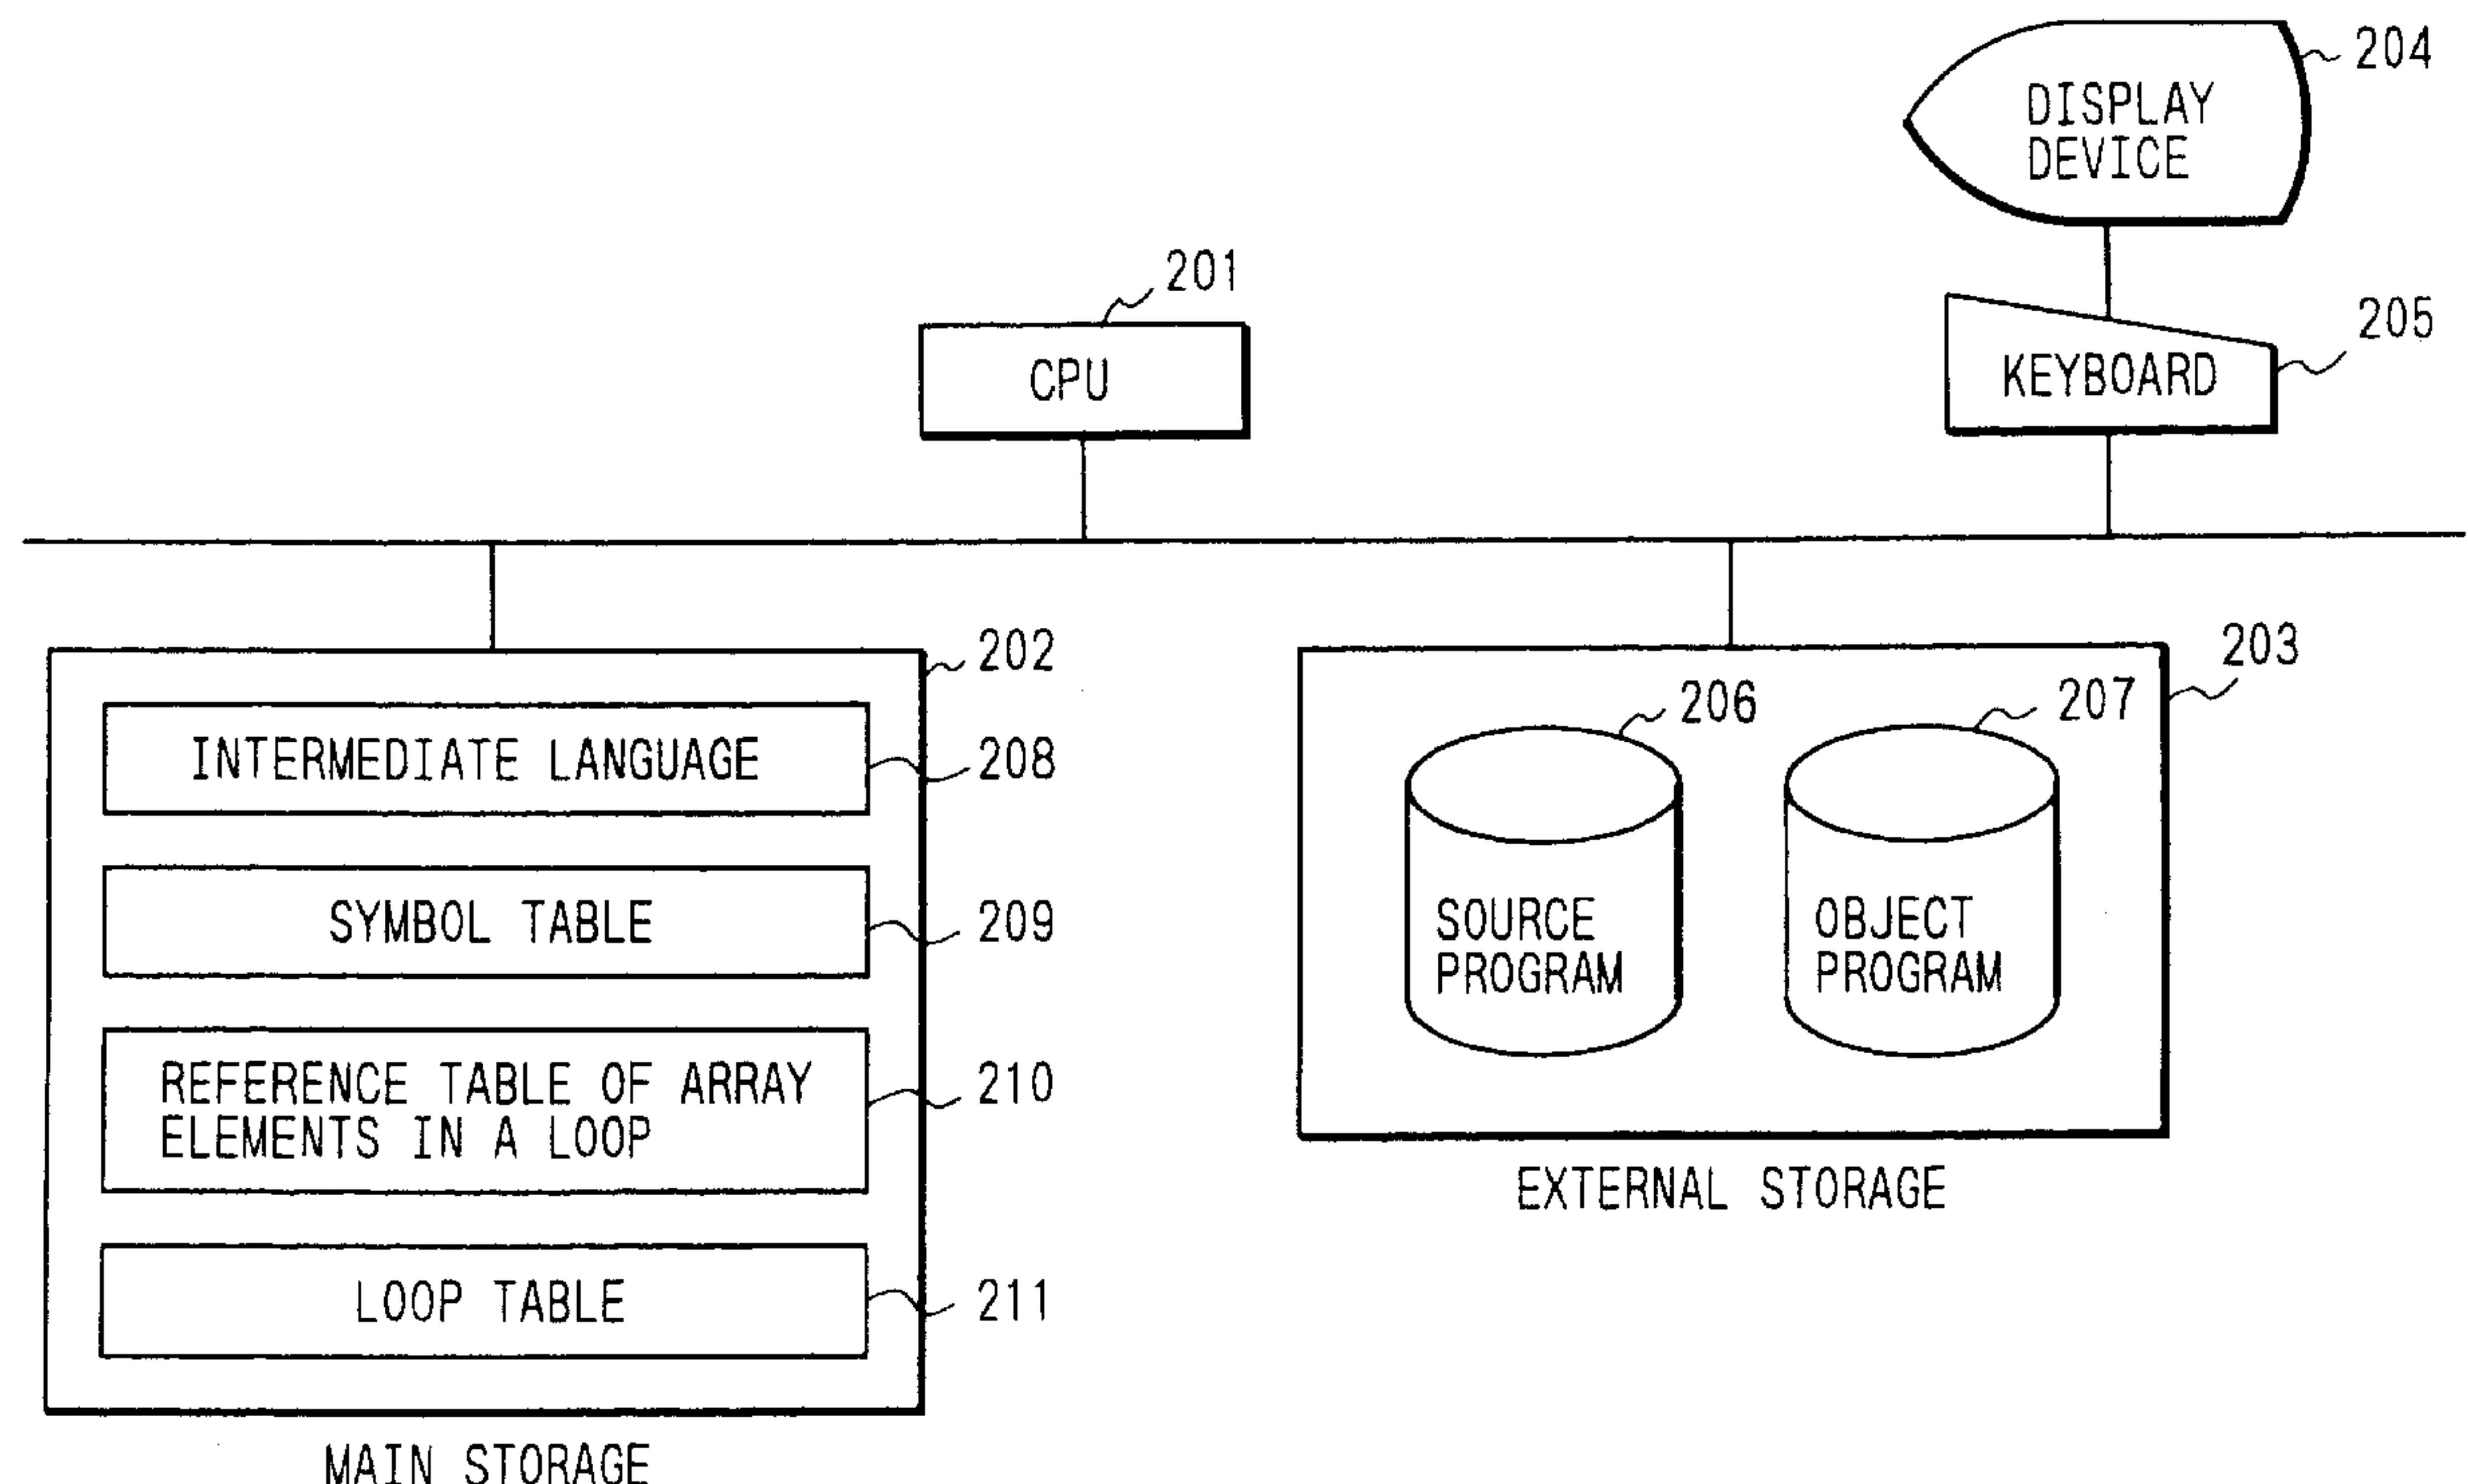 204
DISPLAY
DEVICE
201
205
CPU
KEYBOARD
202
203
206
207
INTERMEDIATE LANGUAGE
208
SYMBOL TABLE
209
SOURCE
PROGRAM
OBJECT
PROGRAM
REFERENCE TABLE OF ARRAY
ELEMENTS IN A LOOP
210
EXTERNAL STORAGE
LOOP TABLE
211
MAIN STORAGE